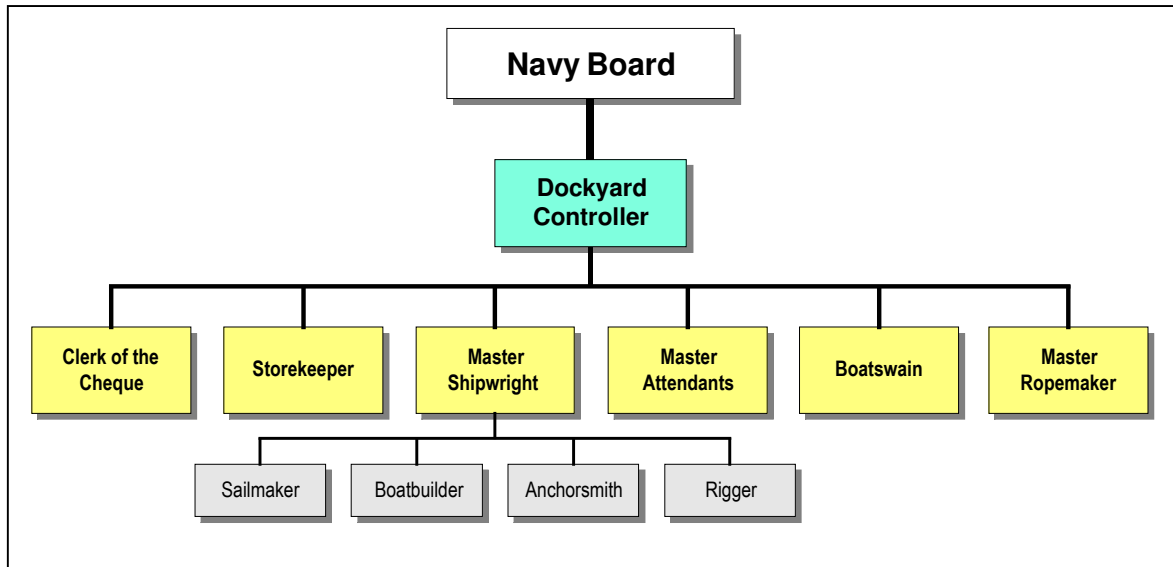 Navy Board
Dockyard
Controller
Clerk of the
Cheque
Storekeeper
Master
Shipwright
Master
Attendants
Boatswain
Master
Ropemaker
Sailmaker
Boatbuilder
Anchorsmith
Rigger